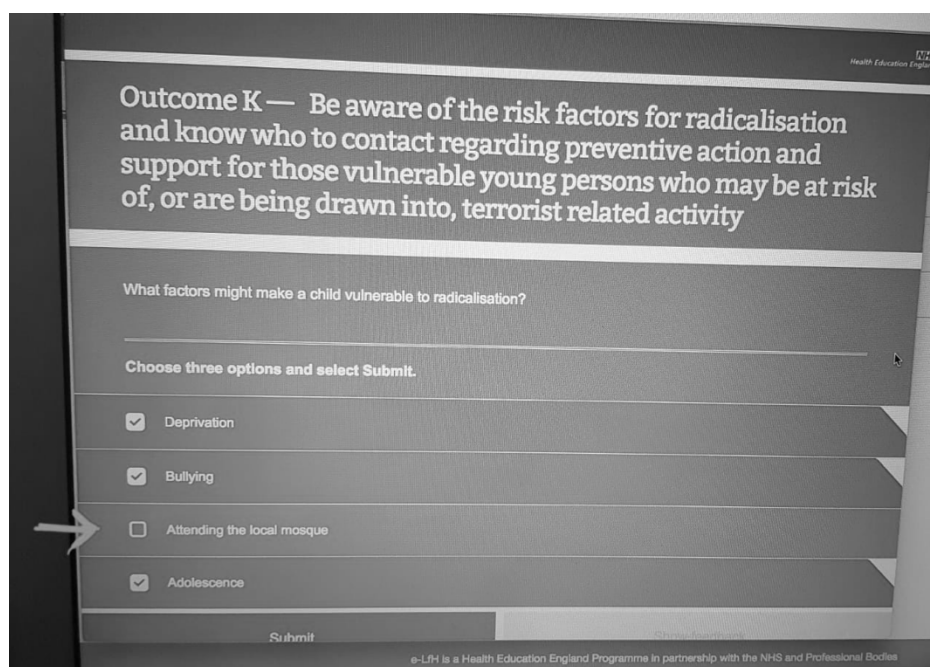 NHS
Health Education England
Outcome K — Be aware of the risk factors for radicalisation
and know who to contact regarding preventive action and
support for those vulnerable young persons who may be at risk
of, or are being drawn into, terrorist related activity
What factors might make a child vulnerable to radicalisation?
Choose three options and select Submit.
Deprivation
Bullying
Attending the local mosque
Adolescence
Submit
Show feedback
e-LfH is a Health Education England Programme in partnership with the NHS and Professional Bodies